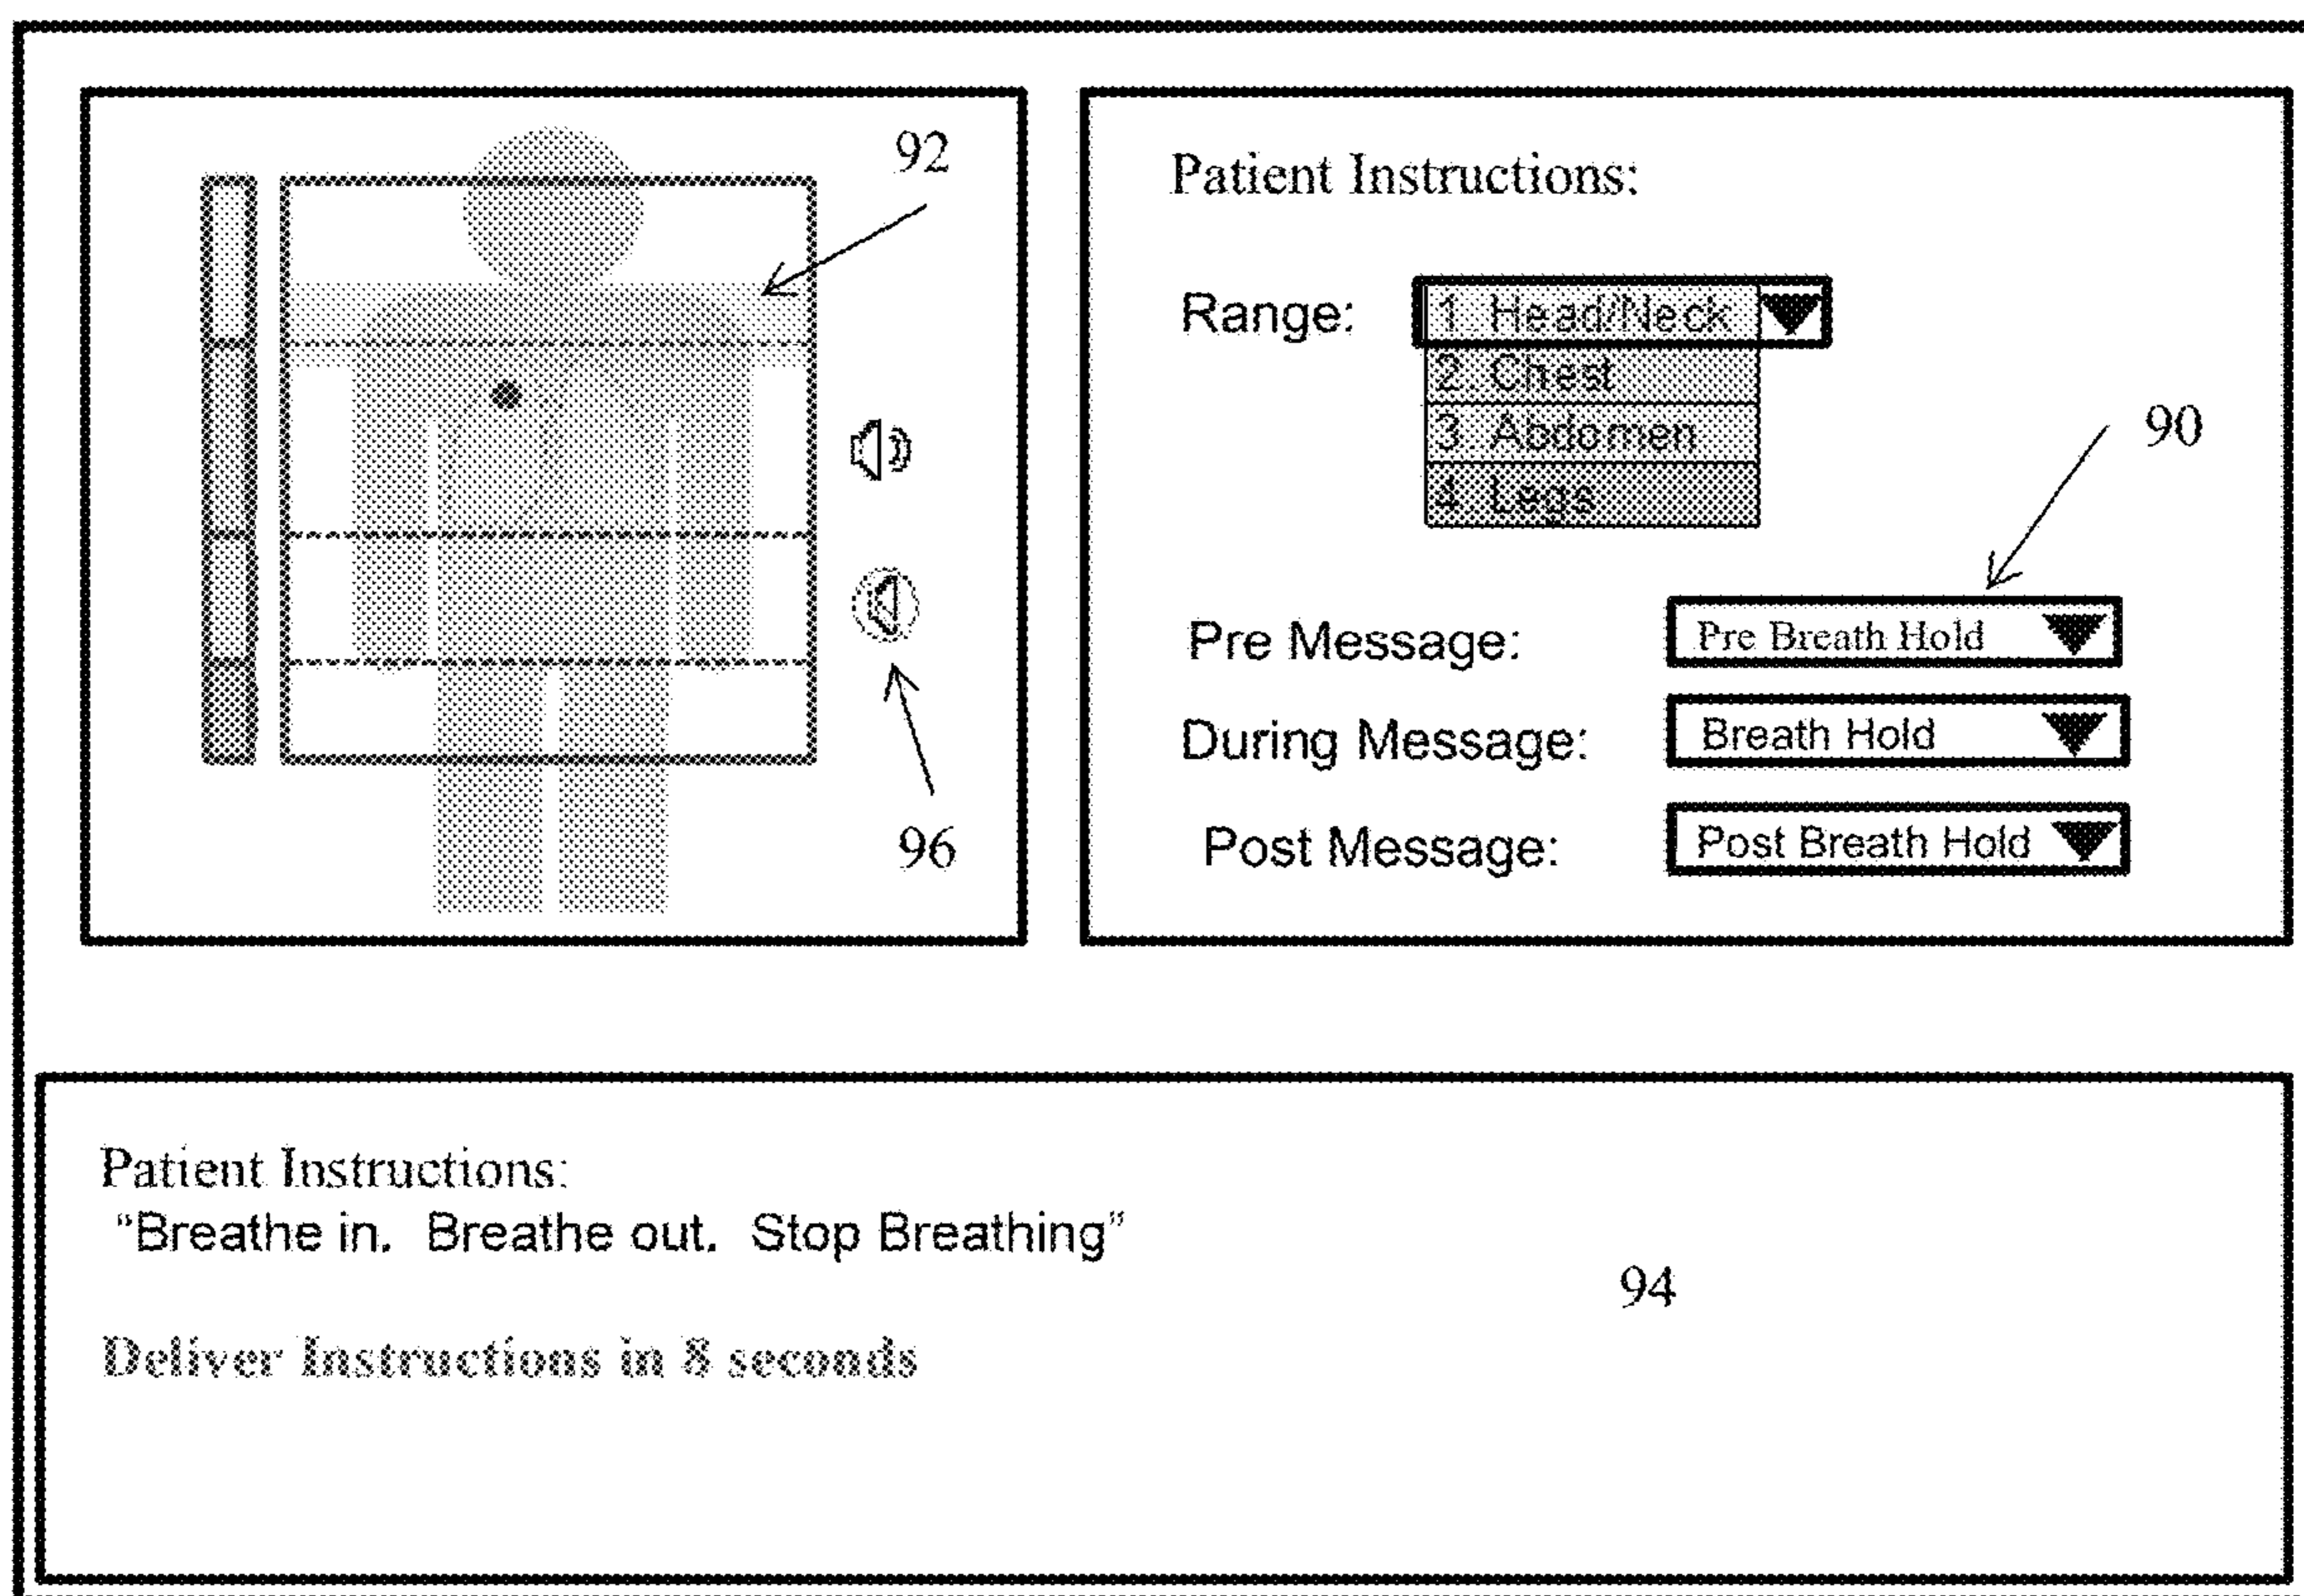 92
96
Patient Instructions:
Range:
1. Head/Neck
2. Chest
3. Abdomen
4. Legs
90
Pre Message: Pre Breath Hold
During Message: Breath Hold
Post Message: Post Breath Hold
Patient Instructions:
“Breathe in. Breathe out. Stop Breathing”
94
Deliver Instructions in 8 seconds